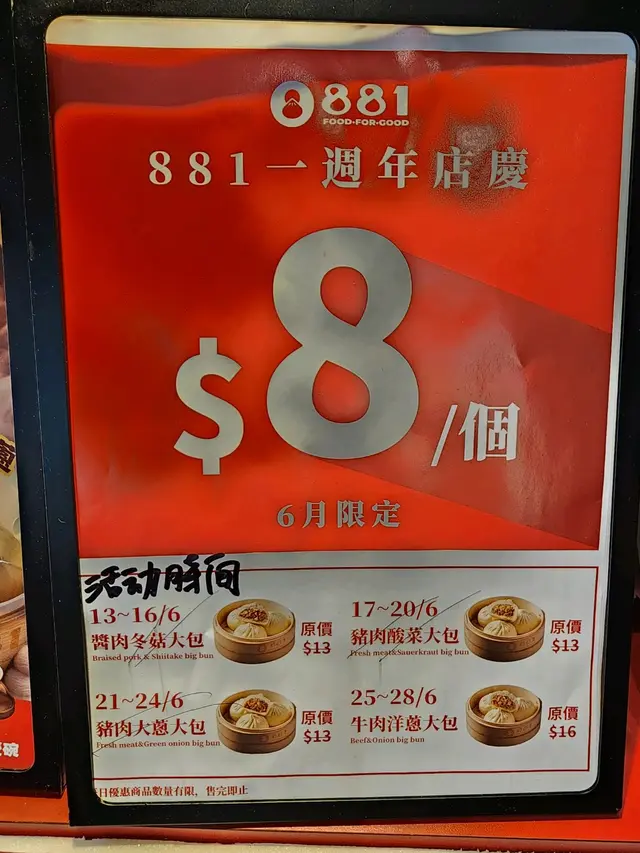 881
FOOD·FOR·GOOD
881一週年店慶
$8/個
6月限定
活动時间
13~16/6
醬肉冬菇大包
Braised pork & Shiitake big bun
原價
$13
17~20/6
豬肉酸菜大包
Fresh meat&Sauerkraut big bun
原價
$13
21~24/6
豬肉大蔥大包
Fresh meat&Green onion big bun
原價
$13
25~28/6
牛肉洋蔥大包
Beef&Onion big bun
原價
$16
日優惠商品數量有限，售完即止
碗